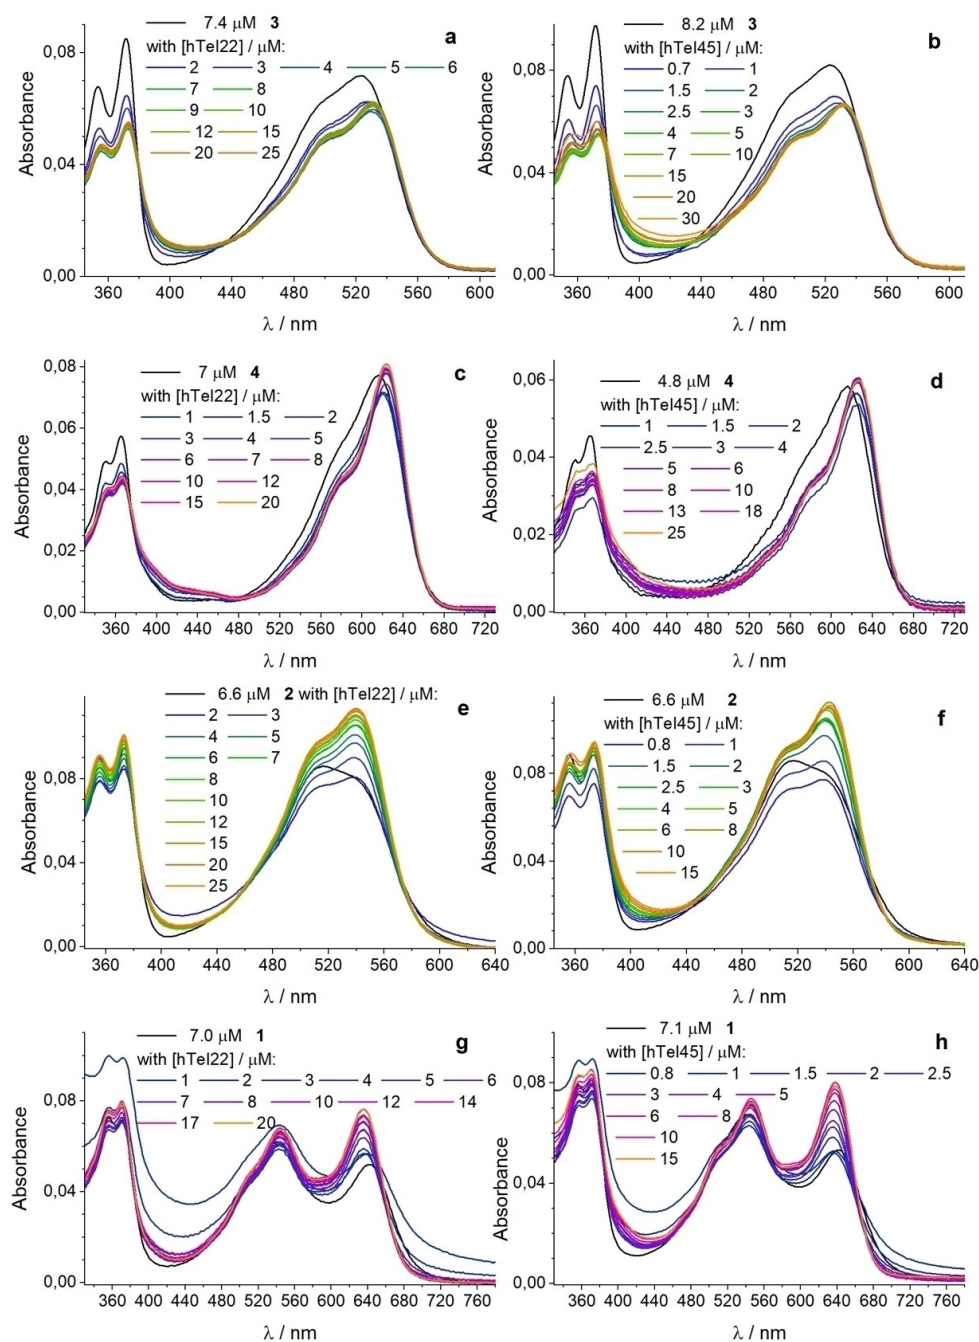 7.4 μM 3
a
with [hTel22] / μM:
2 3 4 5 6
7 8
9 10
12 15
20 25
0,08
0,04
0,00
Absorbance
360 400 440 480 520 560 600
λ / nm
8.2 μM 3
b
with [hTel45] / μM:
0.7 1
1.5 2
2.5 3
4 5
7 10
15
20
30
0,08
0,04
0,00
Absorbance
360 400 440 480 520 560 600
λ / nm
7 μM 4
c
with [hTel22] / μM:
1 1.5 2
3 4 5
6 7 8
10 12
15 20
0,08
0,06
0,04
0,02
0,00
Absorbance
360 400 440 480 520 560 600 640 680 720
λ / nm
4.8 μM 4
d
with [hTel45] / μM:
1 1.5 2
2.5 3 4
5 6
8 10
13 18
25
0,06
0,04
0,02
0,00
Absorbance
360 400 440 480 520 560 600 640 680 720
λ / nm
6.6 μM 2 with [hTel22] / μM:
e
2 3
4 5
6 7
8
10
12
15
20
25
0,08
0,04
0,00
Absorbance
360 400 440 480 520 560 600 640
λ / nm
6.6 μM 2
f
with [hTel45] / μM:
0.8 1
1.5 2
2.5 3
4 5
6 8
10
15
0,08
0,04
0,00
Absorbance
360 400 440 480 520 560 600 640
λ / nm
7.0 μM 1
g
with [hTel22] / μM:
1 2 3 4 5 6
7 8 10 12 14
17 20
0,08
0,04
0,00
Absorbance
360 400 440 480 520 560 600 640 680 720 760
λ / nm
7.1 μM 1
h
with [hTel45] / μM:
0.8 1 1.5 2 2.5
3 4 5
6 8
10
15
0,08
0,04
0,00
Absorbance
360 400 440 480 520 560 600 640 680 720 760
λ / nm